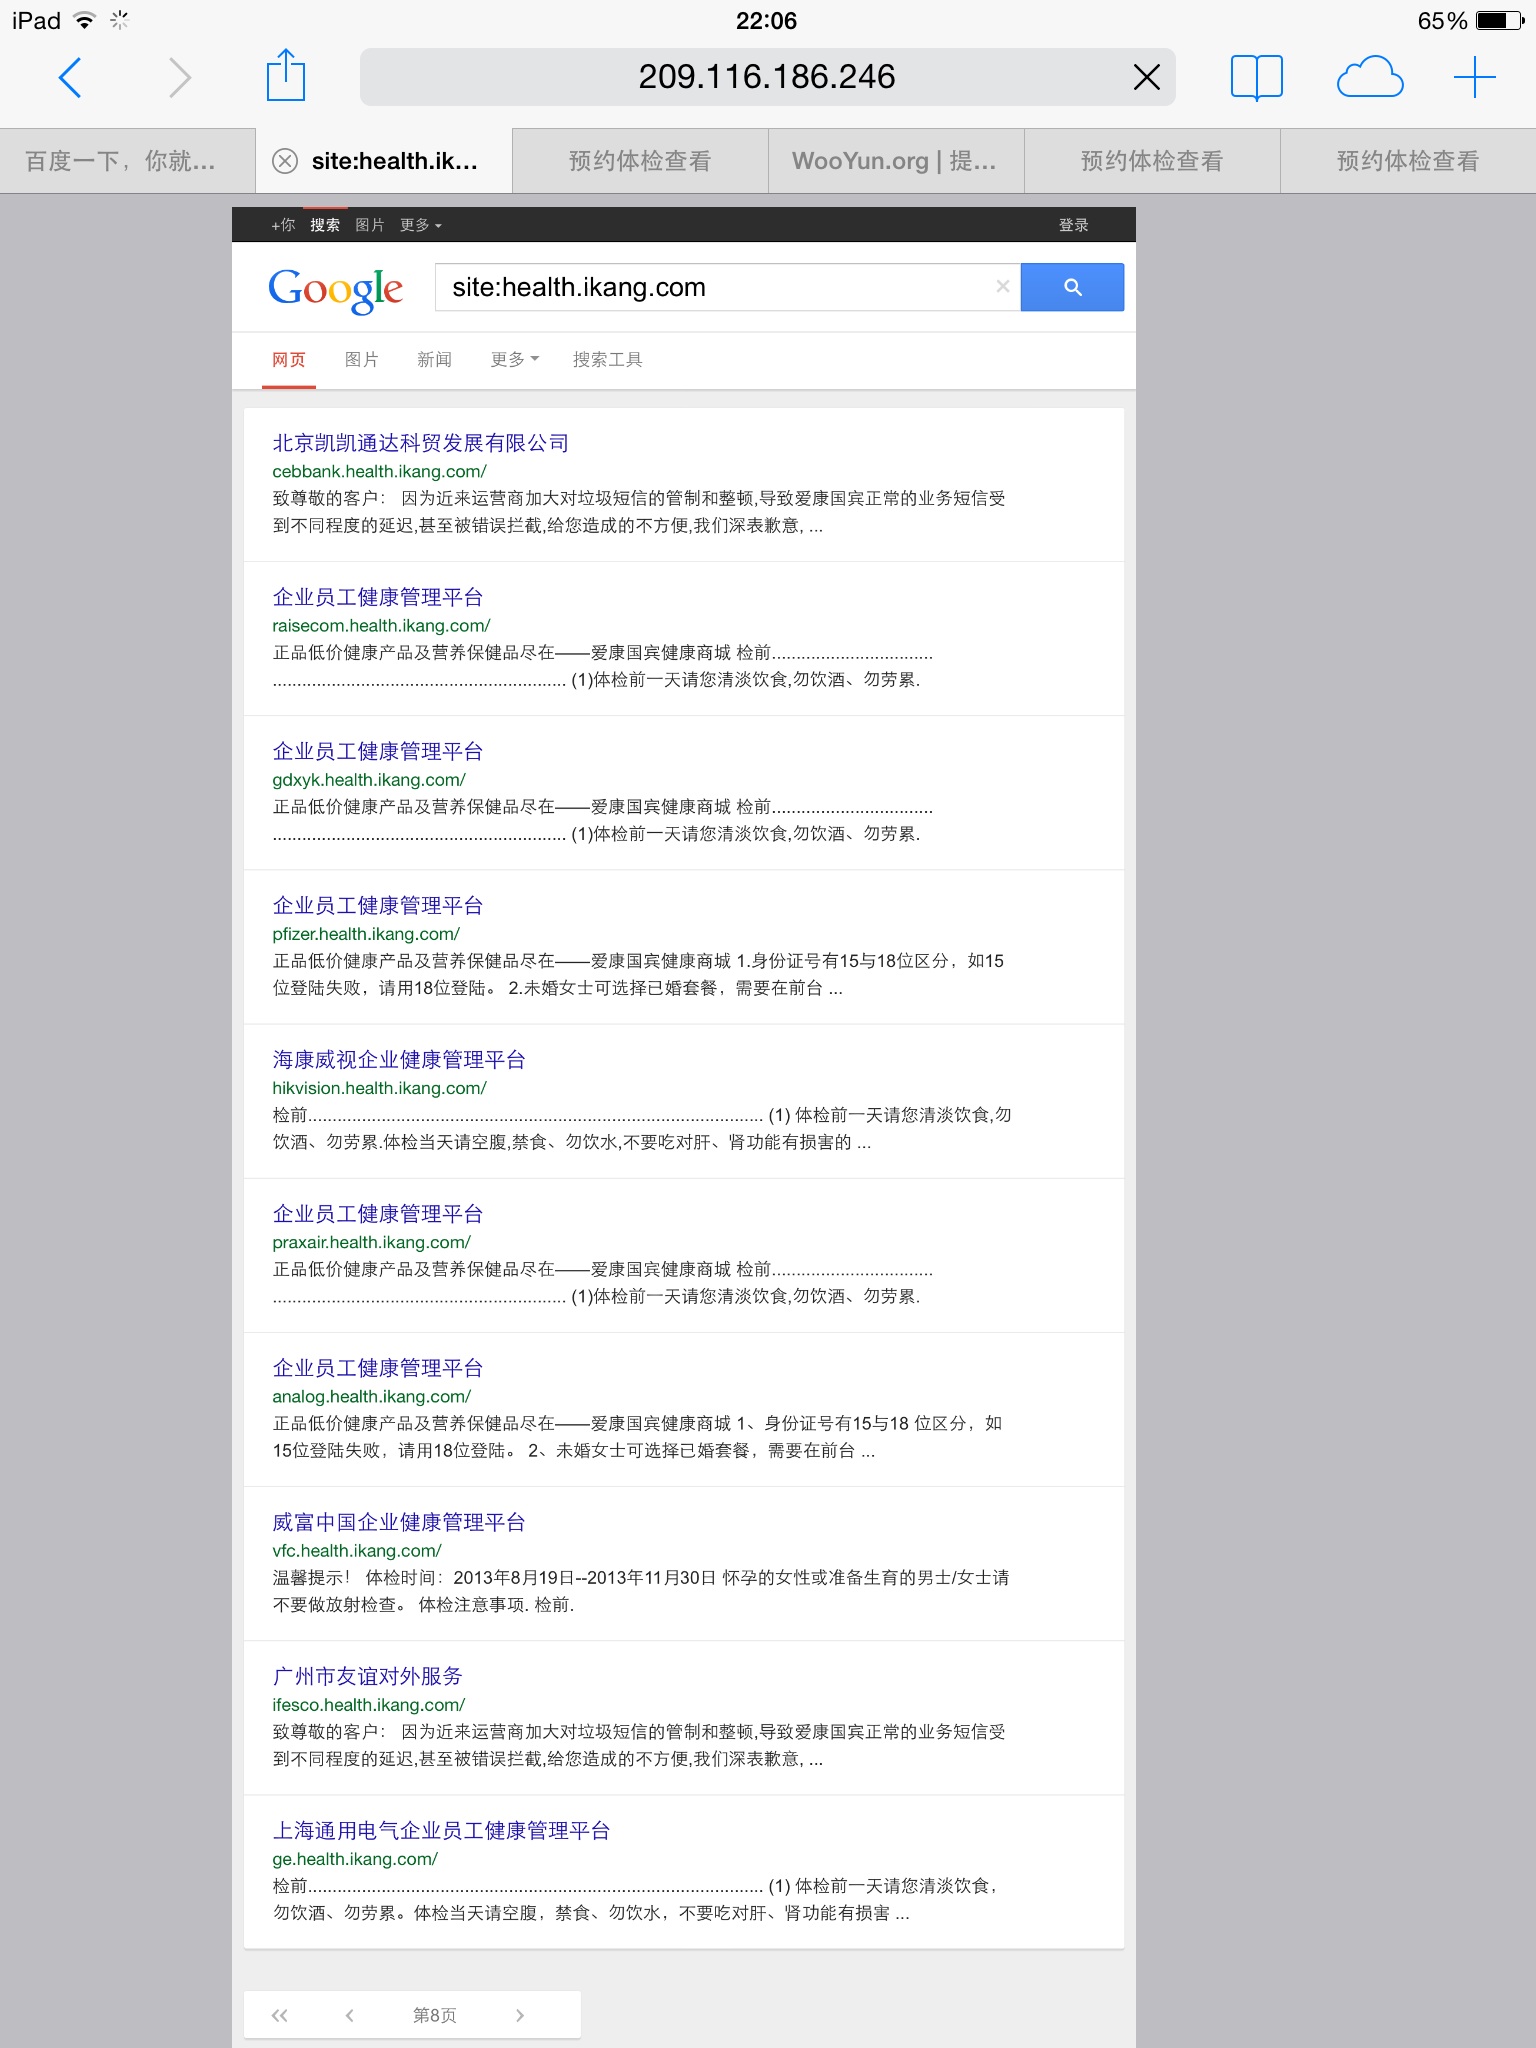 iPad 22:06 65%
209.116.186.246
百度一下，你就... site:health.ik... 预约体检查看 WooYun.org | 提... 预约体检查看 预约体检查看
+你 搜索 图片 更多 登录
Google site:health.ikang.com
网页 图片 新闻 更多 搜索工具
北京凯凯通达科贸发展有限公司
cebbank.health.ikang.com/
致尊敬的客户： 因为近来运营商加大对垃圾短信的管制和整顿,导致爱康国宾正常的业务短信受
到不同程度的延迟,甚至被错误拦截,给您造成的不方便,我们深表歉意, ...
企业员工健康管理平台
raisecom.health.ikang.com/
正品低价健康产品及营养保健品尽在——爱康国宾健康商城 检前.................................
............................................................ (1)体检前一天请您清淡饮食,勿饮酒、勿劳累.
企业员工健康管理平台
gdxyk.health.ikang.com/
正品低价健康产品及营养保健品尽在——爱康国宾健康商城 检前.................................
............................................................ (1)体检前一天请您清淡饮食,勿饮酒、勿劳累.
企业员工健康管理平台
pfizer.health.ikang.com/
正品低价健康产品及营养保健品尽在——爱康国宾健康商城 1.身份证号有15与18位区分，如15
位登陆失败，请用18位登陆。 2.未婚女士可选择已婚套餐，需要在前台 ...
海康威视企业健康管理平台
hikvision.health.ikang.com/
检前............................................................................................. (1) 体检前一天请您清淡饮食,勿
饮酒、勿劳累.体检当天请空腹,禁食、勿饮水,不要吃对肝、肾功能有损害的 ...
企业员工健康管理平台
praxair.health.ikang.com/
正品低价健康产品及营养保健品尽在——爱康国宾健康商城 检前.................................
............................................................ (1)体检前一天请您清淡饮食,勿饮酒、勿劳累.
企业员工健康管理平台
analog.health.ikang.com/
正品低价健康产品及营养保健品尽在——爱康国宾健康商城 1、身份证号有15与18 位区分，如
15位登陆失败，请用18位登陆。 2、未婚女士可选择已婚套餐，需要在前台 ...
威富中国企业健康管理平台
vfc.health.ikang.com/
温馨提示！ 体检时间：2013年8月19日--2013年11月30日 怀孕的女性或准备生育的男士/女士请
不要做放射检查。 体检注意事项. 检前.
广州市友谊对外服务
ifesco.health.ikang.com/
致尊敬的客户： 因为近来运营商加大对垃圾短信的管制和整顿,导致爱康国宾正常的业务短信受
到不同程度的延迟,甚至被错误拦截,给您造成的不方便,我们深表歉意, ...
上海通用电气企业员工健康管理平台
ge.health.ikang.com/
检前............................................................................................. (1) 体检前一天请您清淡饮食，
勿饮酒、勿劳累。体检当天请空腹，禁食、勿饮水，不要吃对肝、肾功能有损害 ...
第8页